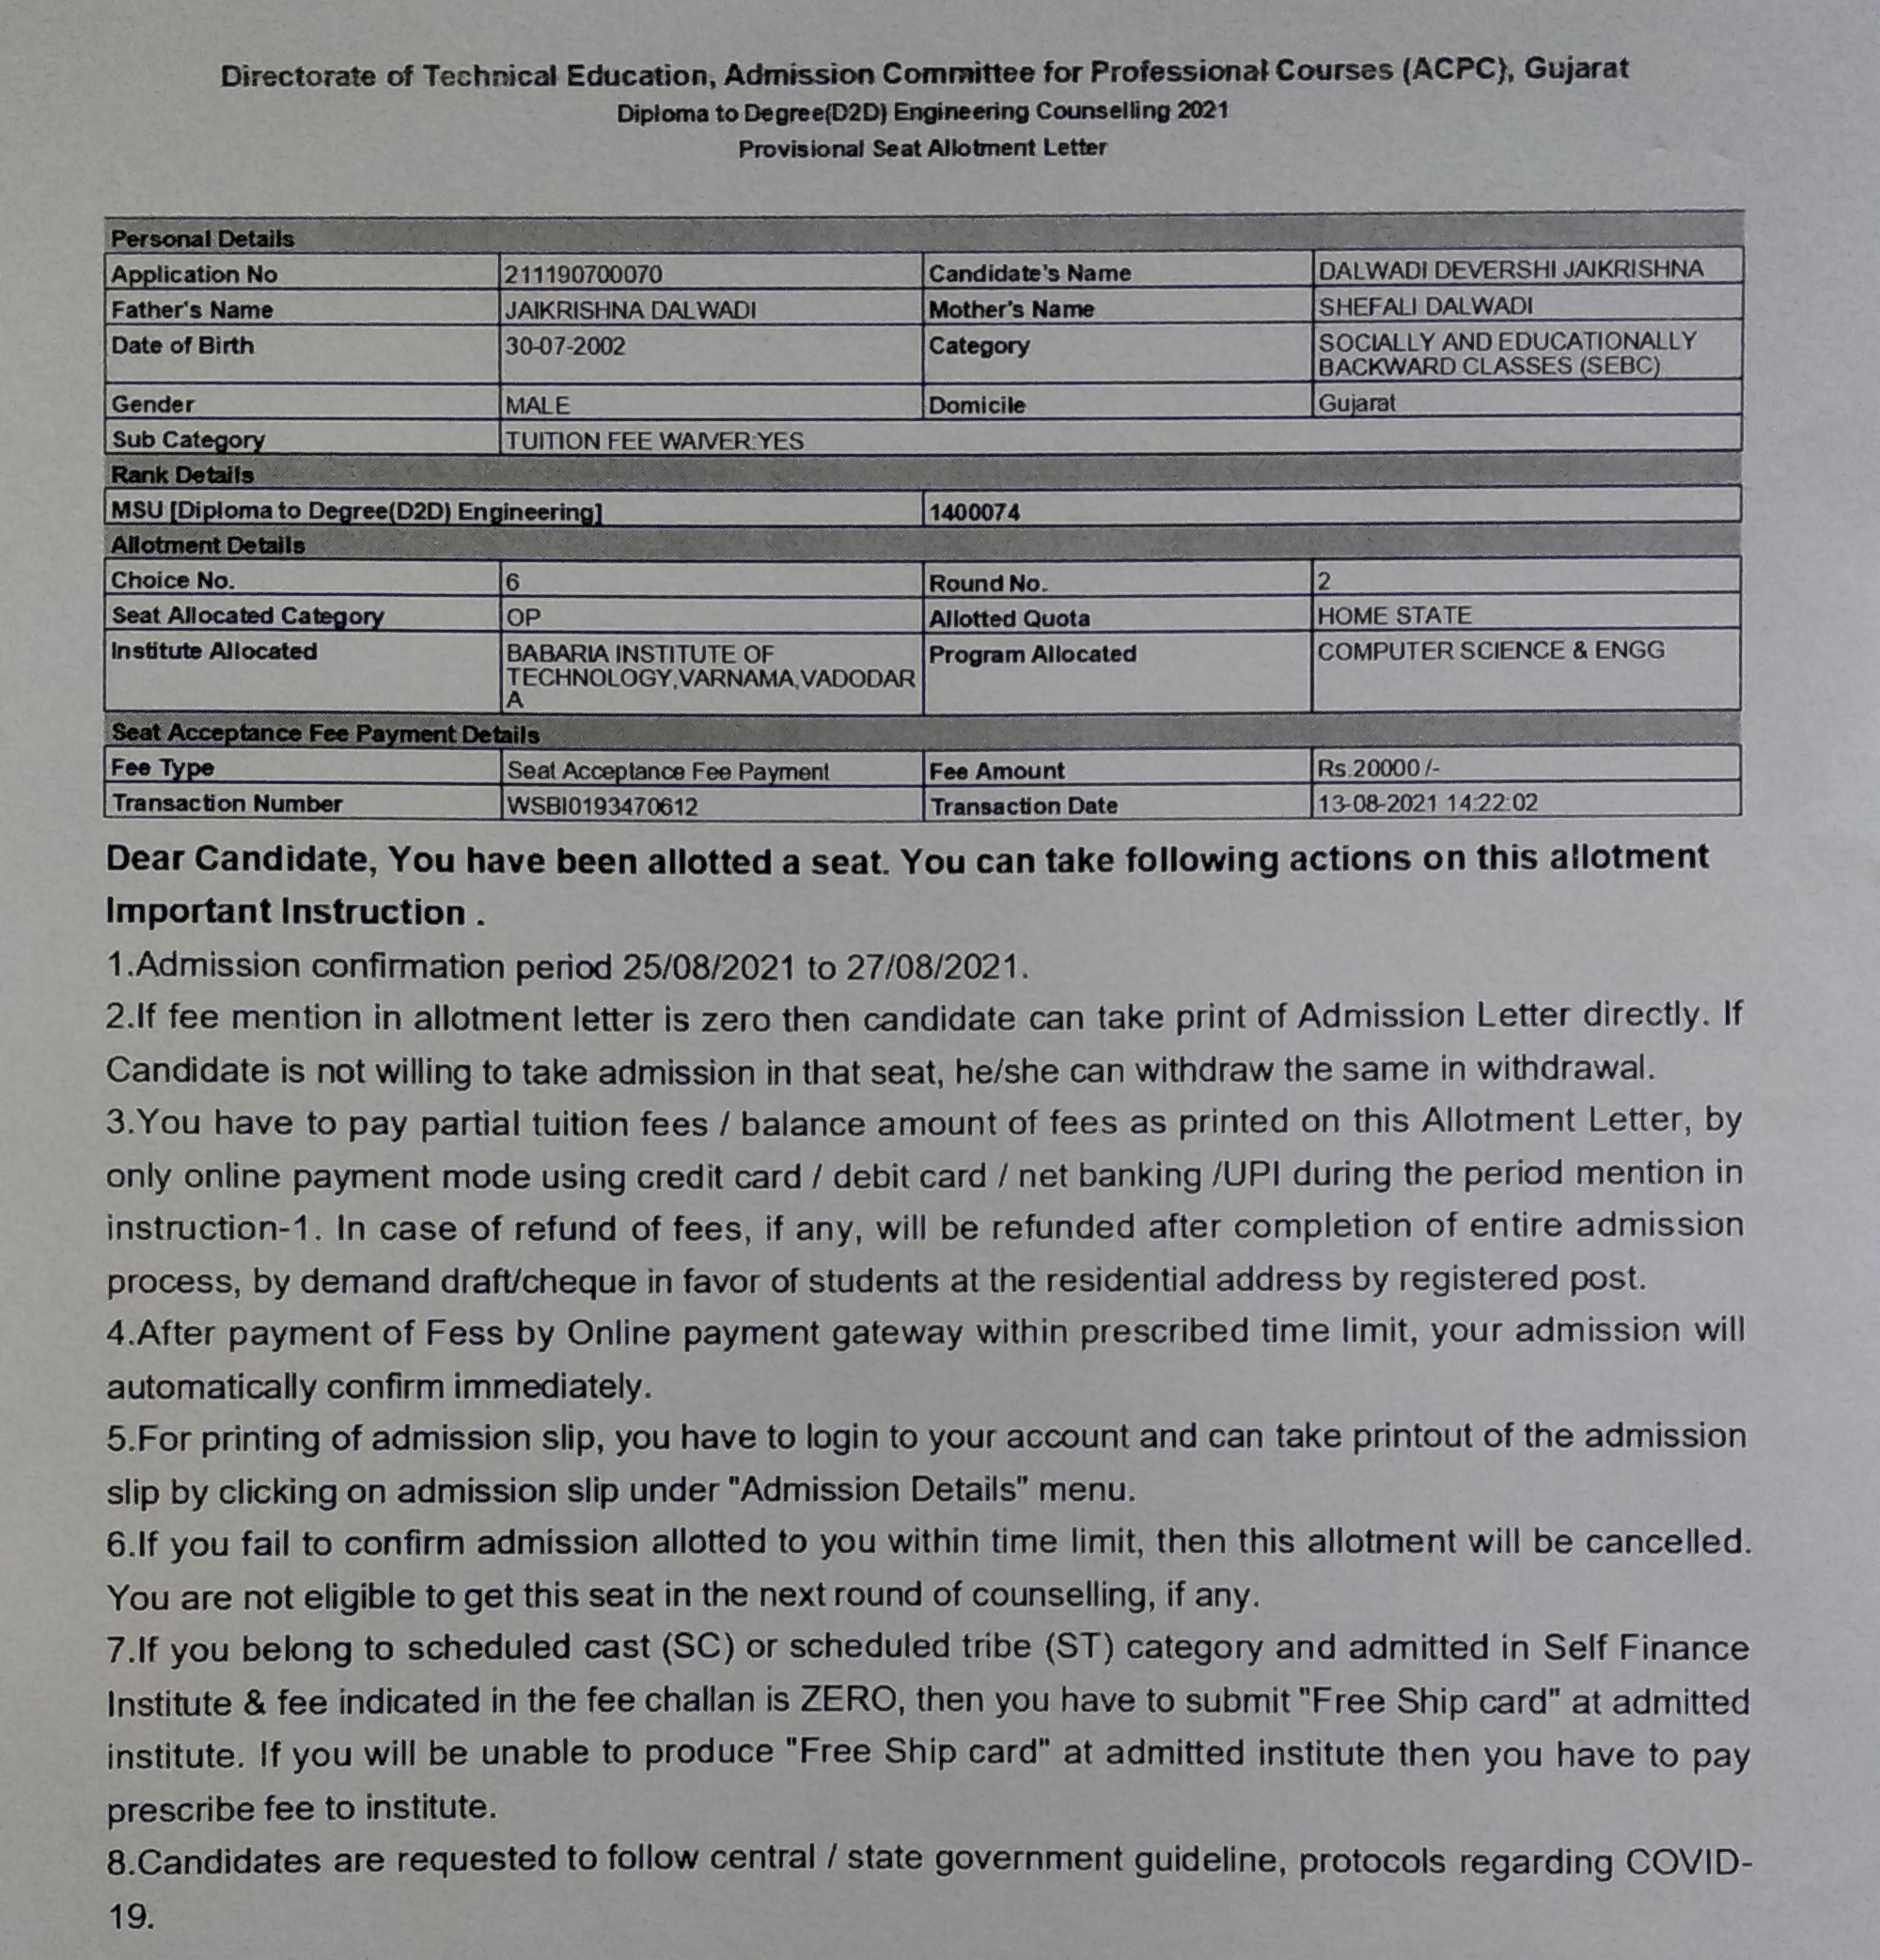 Directorate of Technical Education, Admission Committee for Professional Courses (ACPC), Gujarat
Diploma to Degree(D2D) Engineering Counselling 2021
Provisional Seat Allotment Letter
Personal Details
Application No 211190700070 Candidate's Name DALWADI DEVERSHI JAIKRISHNA
Father's Name JAIKRISHNA DALWADI Mother's Name SHEFALI DALWADI
Date of Birth 30-07-2002 Category SOCIALLY AND EDUCATIONALLY
BACKWARD CLASSES (SEBC)
Gender MALE Domicile Gujarat
Sub Category TUITION FEE WAIVER:YES
Rank Details
MSU [Diploma to Degree(D2D) Engineering] 1400074
Allotment Details
Choice No. 6 Round No. 2
Seat Allocated Category OP Allotted Quota HOME STATE
Institute Allocated BABARIA INSTITUTE OF Program Allocated COMPUTER SCIENCE & ENGG
TECHNOLOGY,VARNAMA,VADODAR
A
Seat Acceptance Fee Payment Details
Fee Type Seat Acceptance Fee Payment Fee Amount Rs.20000 /-
Transaction Number WSBI0193470612 Transaction Date 13-08-2021 14:22:02
Dear Candidate, You have been allotted a seat. You can take following actions on this allotment
Important Instruction .
1.Admission confirmation period 25/08/2021 to 27/08/2021.
2.If fee mention in allotment letter is zero then candidate can take print of Admission Letter directly. If
Candidate is not willing to take admission in that seat, he/she can withdraw the same in withdrawal.
3.You have to pay partial tuition fees / balance amount of fees as printed on this Allotment Letter, by
only online payment mode using credit card / debit card / net banking /UPI during the period mention in
instruction-1. In case of refund of fees, if any, will be refunded after completion of entire admission
process, by demand draft/cheque in favor of students at the residential address by registered post.
4.After payment of Fess by Online payment gateway within prescribed time limit, your admission will
automatically confirm immediately.
5.For printing of admission slip, you have to login to your account and can take printout of the admission
slip by clicking on admission slip under "Admission Details" menu.
6.If you fail to confirm admission allotted to you within time limit, then this allotment will be cancelled.
You are not eligible to get this seat in the next round of counselling, if any.
7.If you belong to scheduled cast (SC) or scheduled tribe (ST) category and admitted in Self Finance
Institute & fee indicated in the fee challan is ZERO, then you have to submit "Free Ship card" at admitted
institute. If you will be unable to produce "Free Ship card" at admitted institute then you have to pay
prescribe fee to institute.
8.Candidates are requested to follow central / state government guideline, protocols regarding COVID-
19.